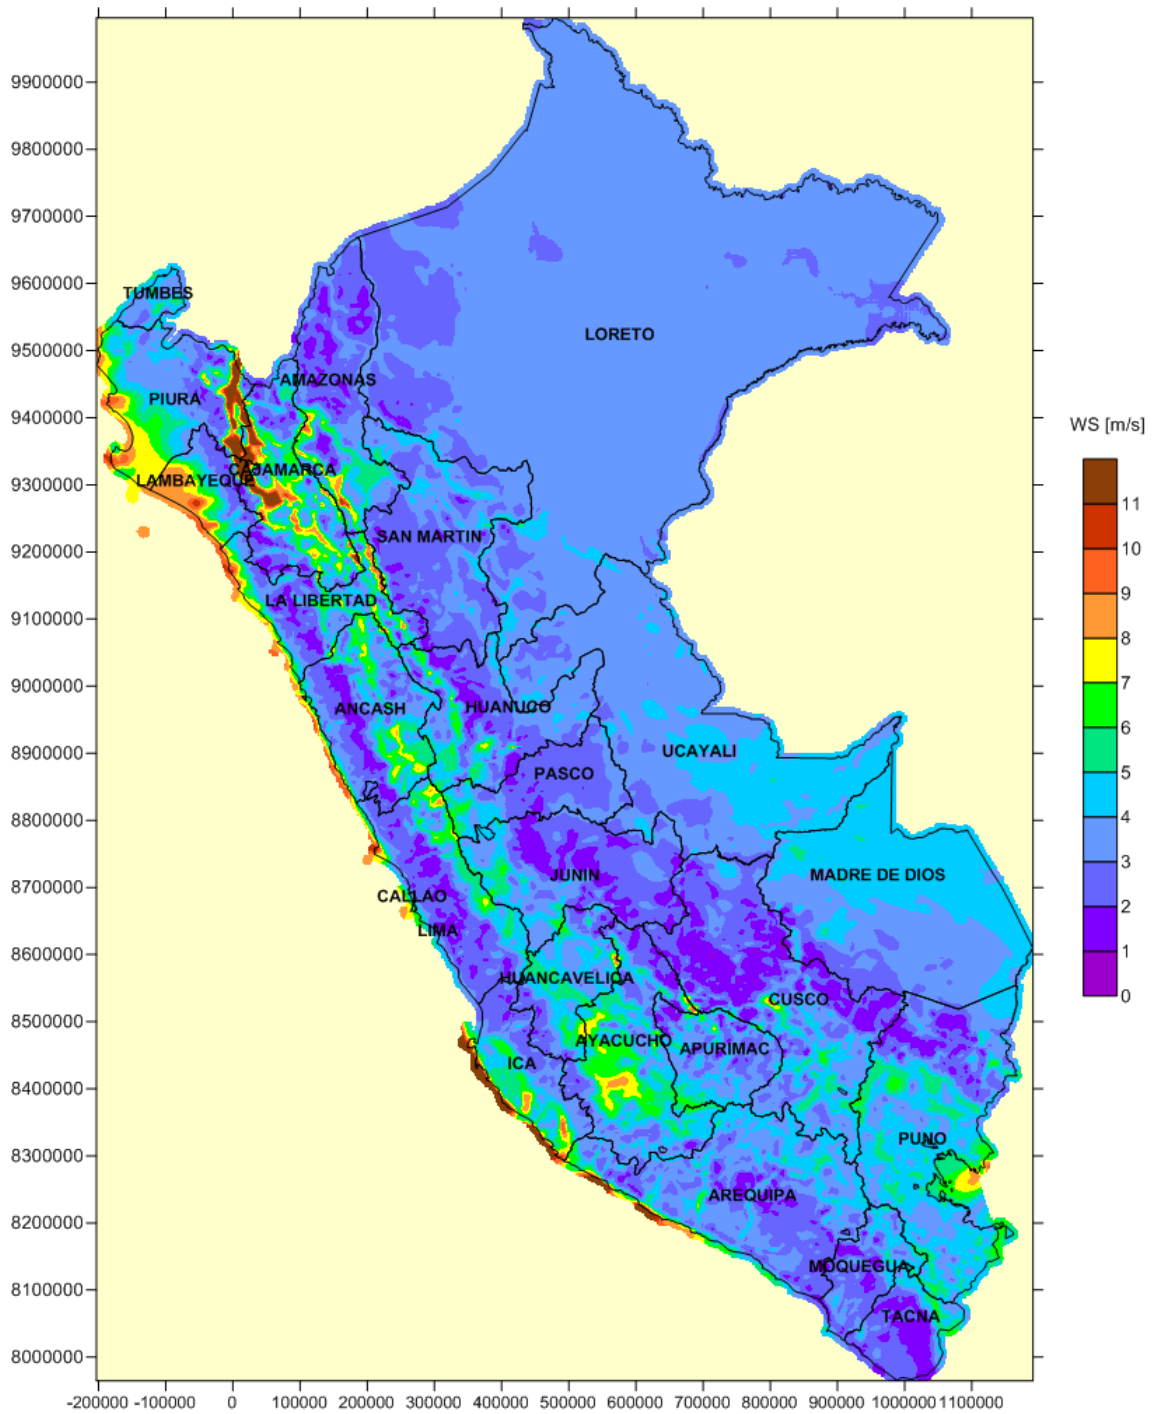 9900000
9800000
9700000
9600000
9500000
9400000
9300000
9200000
9100000
9000000
8900000
8800000
8700000
8600000
8500000
8400000
8300000
8200000
8100000
8000000
-200000 -100000 0 100000 200000 300000 400000 500000 600000 700000 800000 900000 1000000 1100000
TUMBES
LORETO
AMAZONAS
PIURA
CAJAMARCA
LAMBAYEQUE
SAN MARTIN
LA LIBERTAD
ANCASH
HUANUCO
UCAYALI
PASCO
JUNIN
MADRE DE DIOS
CALLAO
LIMA
HUANCAVELICA
CUSCO
AYACUCHO
APURIMAC
ICA
PUNO
AREQUIPA
MOQUEGUA
TACNA
WS [m/s]
11
10
9
8
7
6
5
4
3
2
1
0